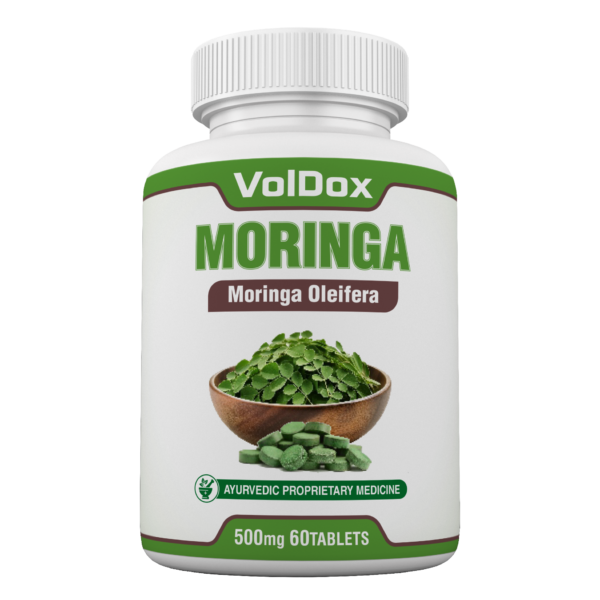 VolDox
MORINGA
Moringa Oleifera
AYURVEDIC PROPRIETARY MEDICINE
500mg 60TABLETS